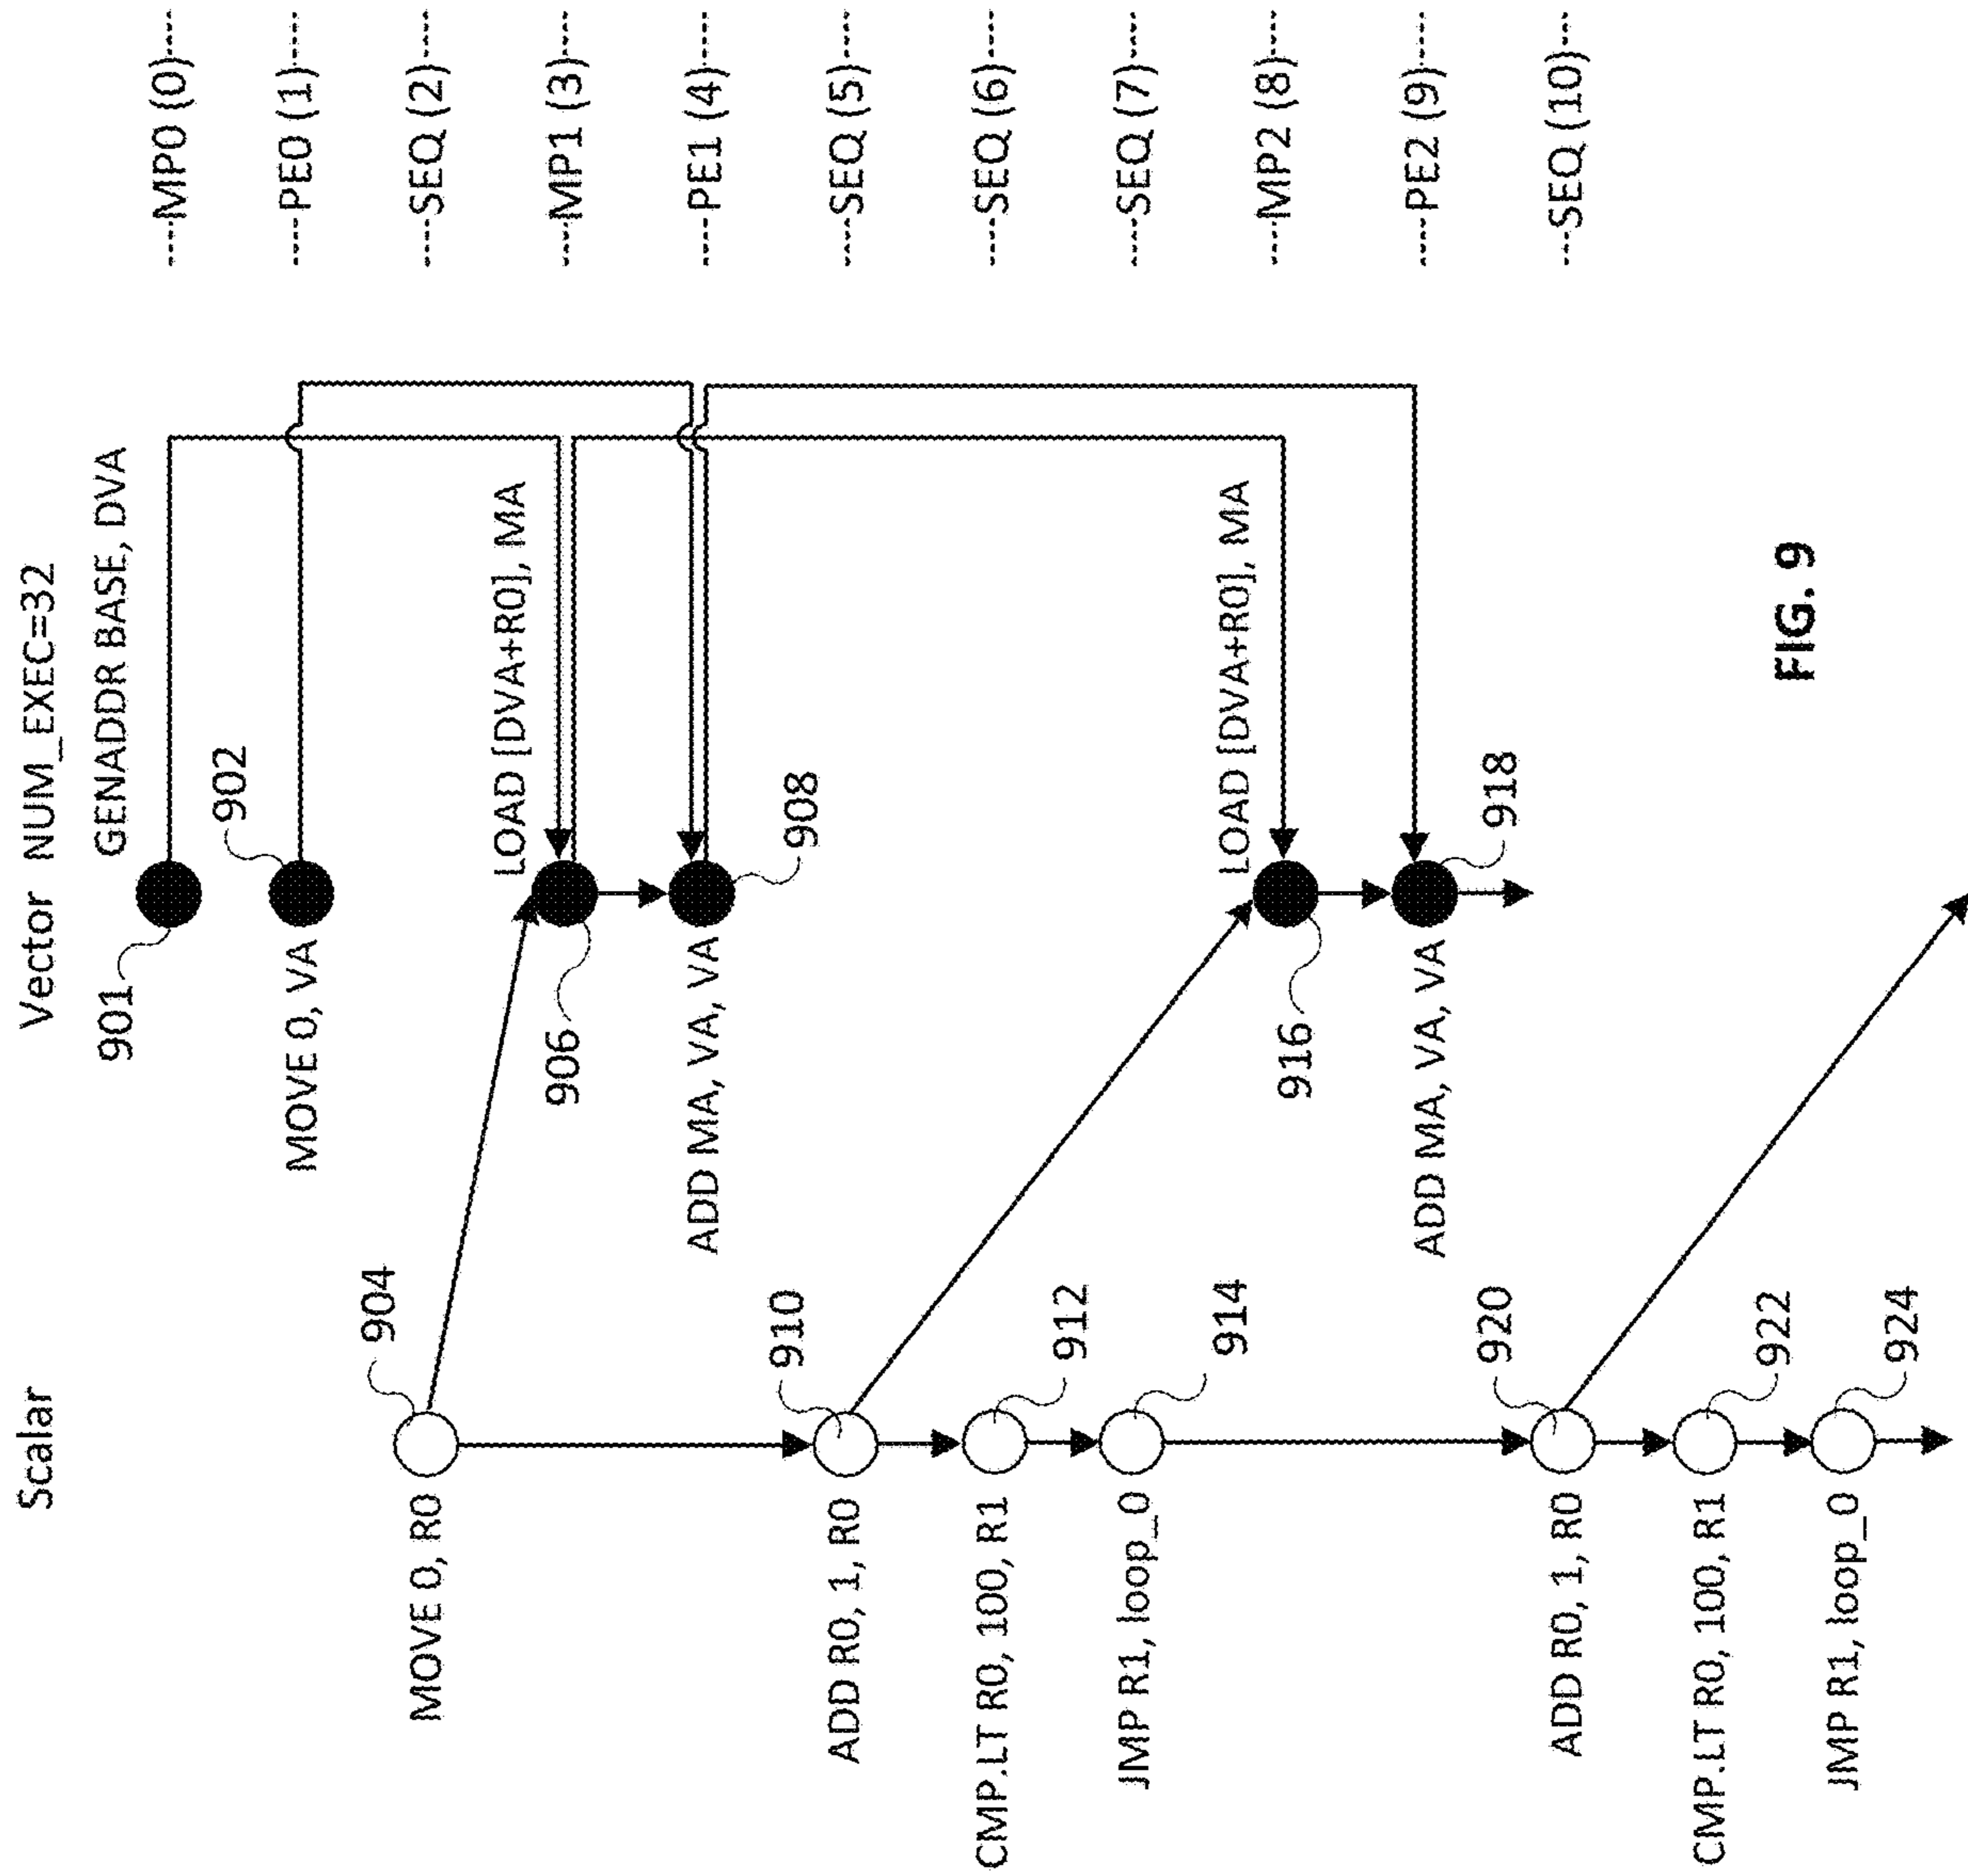 Scalar
Vector NUM_EXEC=32
GENADDR BASE, DVA
901
----MP0 (0)----
902
MOVE 0, VA
----PE0 (1)----
904
MOVE 0, R0
----SEQ (2)----
LOAD [DVA+R0], MA
906
----MP1 (3)----
ADD MA, VA, VA
908
----PE1 (4)----
910
ADD R0, 1, R0
----SEQ (5)----
CMP.LT R0, 100, R1
912
----SEQ (6)----
JMP R1, loop_0
914
----SEQ (7)----
LOAD [DVA+R0], MA
916
----MP2 (8)----
ADD MA, VA, VA
918
----PE2 (9)----
920
ADD R0, 1, R0
---SEQ (10)----
CMP.LT R0, 100, R1
922
JMP R1, loop_0
924
FIG. 9